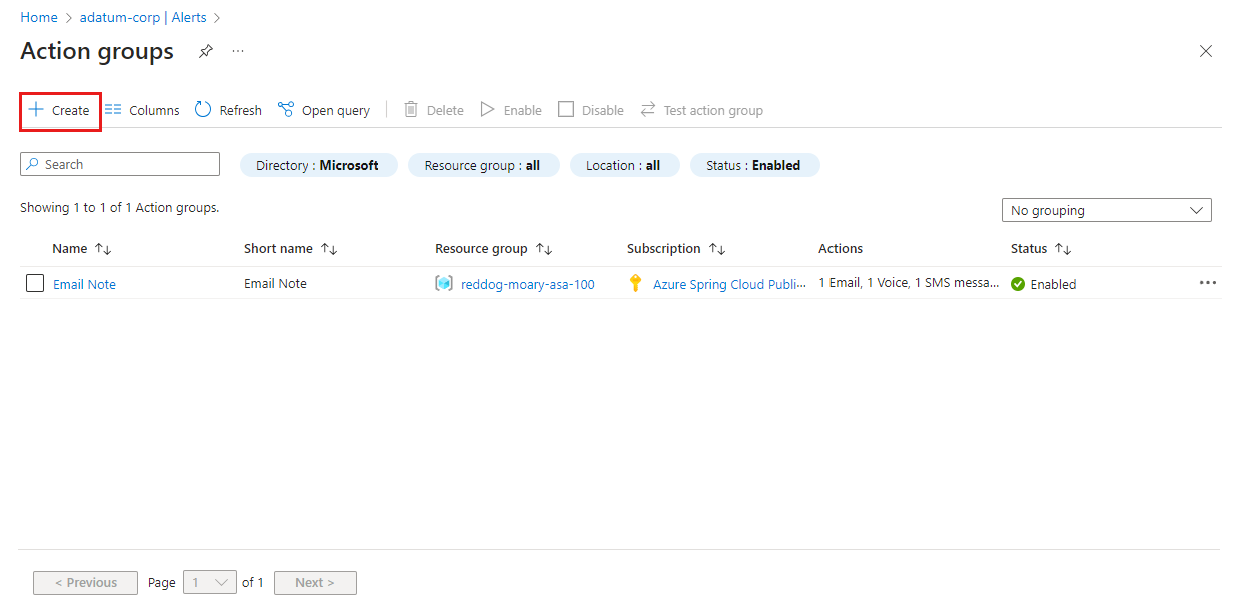 Home > adatum-corp | Alerts >
Action groups ...
Create Columns Refresh Open query Delete Enable Disable Test action group
Search Directory : Microsoft Resource group : all Location : all Status : Enabled
Showing 1 to 1 of 1 Action groups.
No grouping
Name Short name Resource group Subscription Actions Status
Email Note Email Note reddog-moary-asa-100 Azure Spring Cloud Publi... 1 Email, 1 Voice, 1 SMS messa... Enabled ...
< Previous Page 1 of 1 Next >